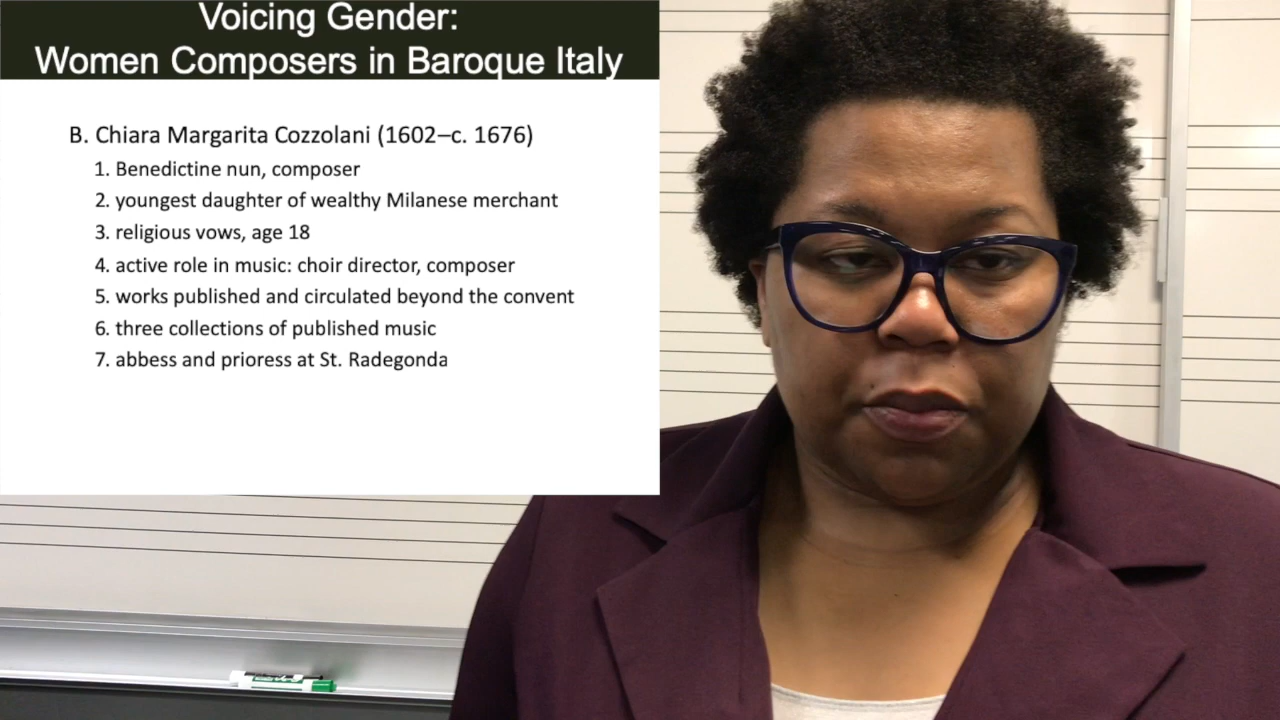 Voicing Gender:
Women Composers in Baroque Italy
B. Chiara Margarita Cozzolani (1602–c. 1676)
1. Benedictine nun, composer
2. youngest daughter of wealthy Milanese merchant
3. religious vows, age 18
4. active role in music: choir director, composer
5. works published and circulated beyond the convent
6. three collections of published music
7. abbess and prioress at St. Radegonda